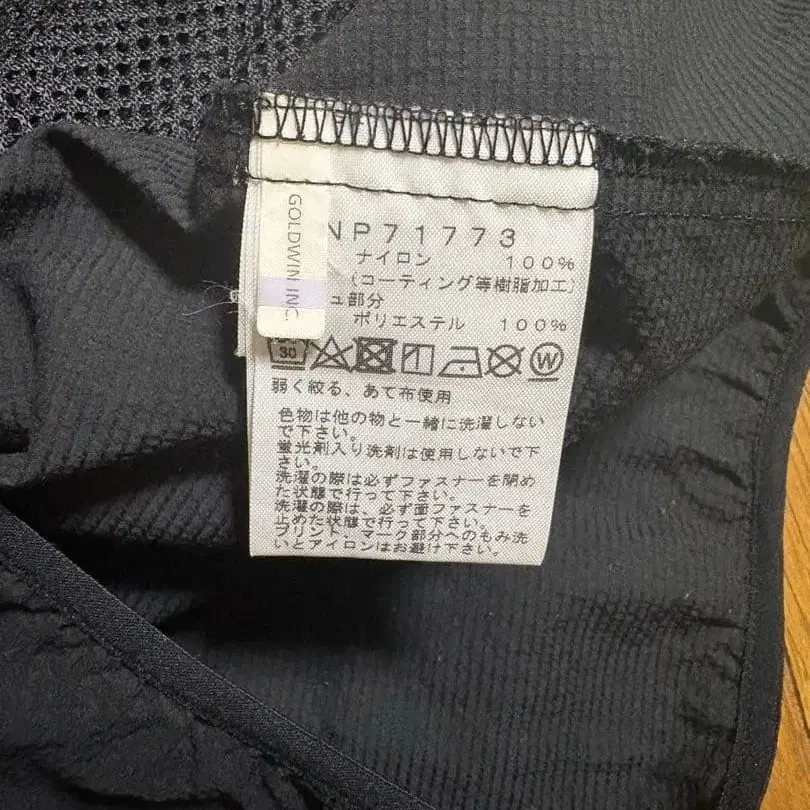 GOLDWIN INC.
NP71773
ナイロン 100%
(コーティング等樹脂加工)
ュ部分
ポリエステル 100%
30
W
弱く絞る、あて布使用
色物は他の物と一緒に洗濯しない
で下さい。
蛍光剤入り洗剤は使用しないで下
さい。
洗濯の際は必ずファスナーを閉め
た状態で行って下さい。
洗濯の際は、必ず面ファスナーを
止めた状態で行って下さい。
プリント、マーク部分へのもみ洗
いとアイロンはお避け下さい。